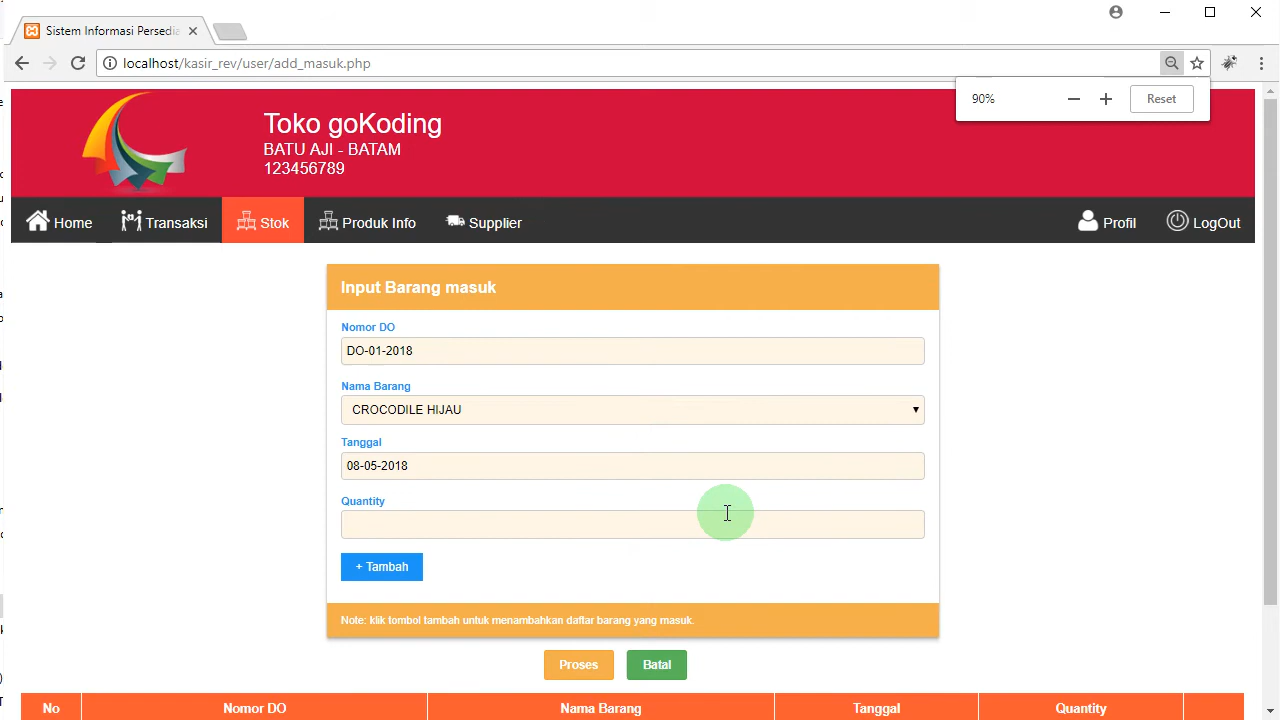 Sistem Informasi Persedia
localhost/kasir_rev/user/add_masuk.php
90%
Reset
Toko goKoding
BATU AJI - BATAM
123456789
Home
Transaksi
Stok
Produk Info
Supplier
Profil
LogOut
Input Barang masuk
Nomor DO
DO-01-2018
Nama Barang
CROCODILE HIJAU
Tanggal
08-05-2018
Quantity
+ Tambah
Note: klik tombol tambah untuk menambahkan daftar barang yang masuk.
Proses
Batal
No
Nomor DO
Nama Barang
Tanggal
Quantity